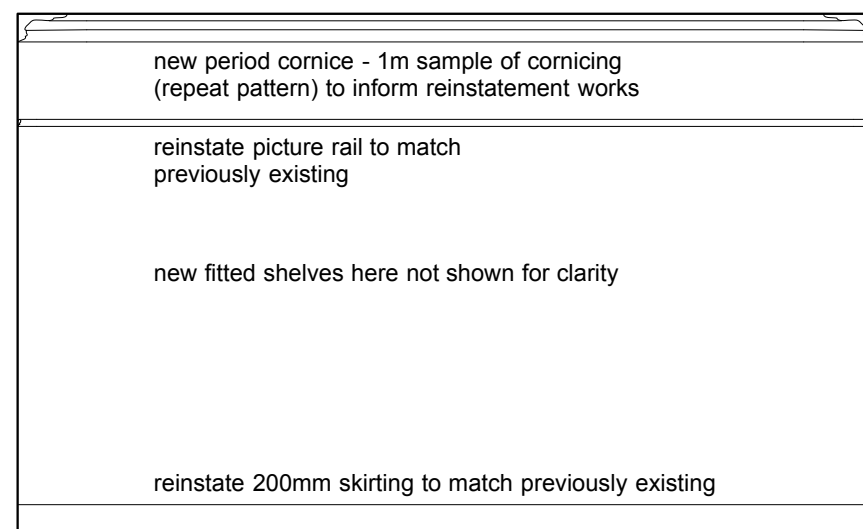 new period cornice - 1m sample of cornicing
(repeat pattern) to inform reinstatement works
reinstate picture rail to match
previously existing
new fitted shelves here not shown for clarity
reinstate 200mm skirting to match previously existing